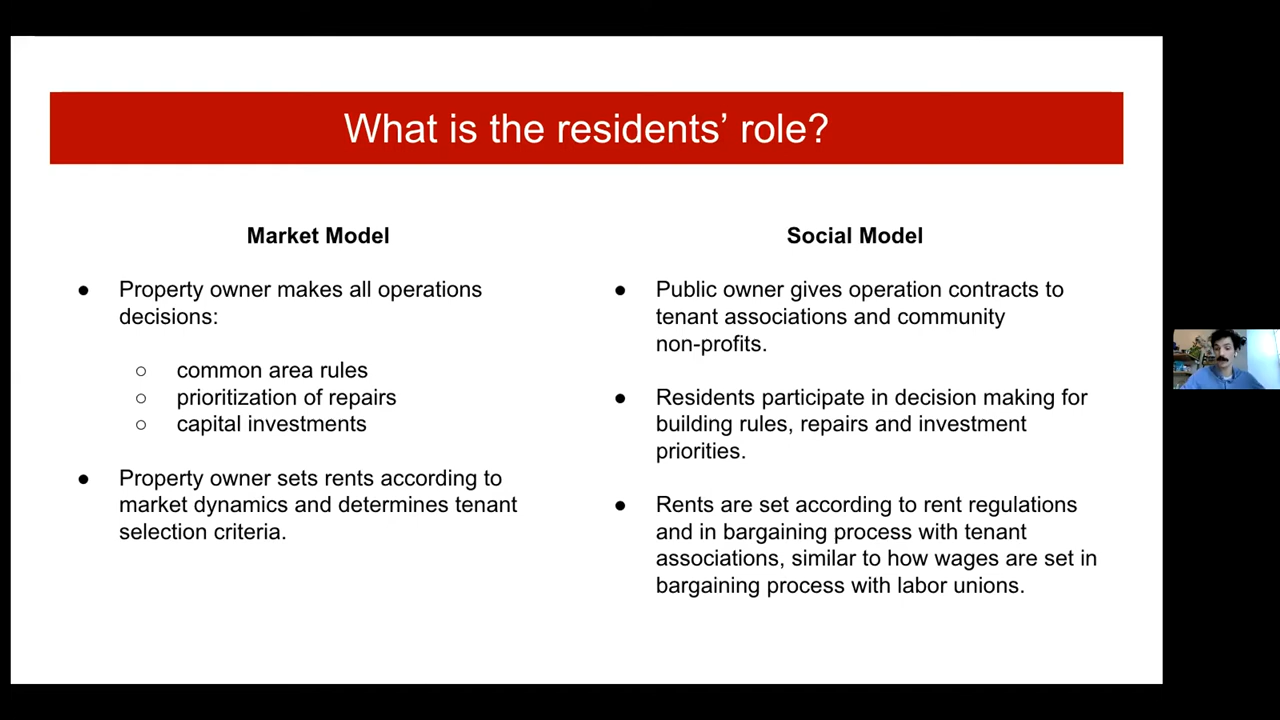 What is the residents’ role?
Market Model
● Property owner makes all operations
decisions:
○ common area rules
○ prioritization of repairs
○ capital investments
● Property owner sets rents according to
market dynamics and determines tenant
selection criteria.
Social Model
● Public owner gives operation contracts to
tenant associations and community
non-profits.
● Residents participate in decision making for
building rules, repairs and investment
priorities.
● Rents are set according to rent regulations
and in bargaining process with tenant
associations, similar to how wages are set in
bargaining process with labor unions.